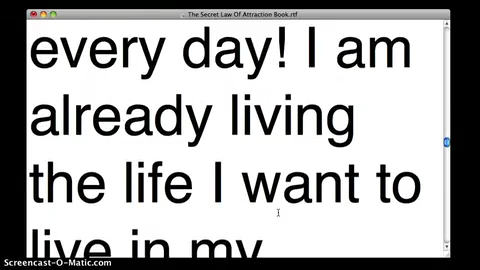 The Secret Law Of Attraction Book.rtf
every day! I am
already living
the life I want to
live in my
Screencast-O-Matic.com